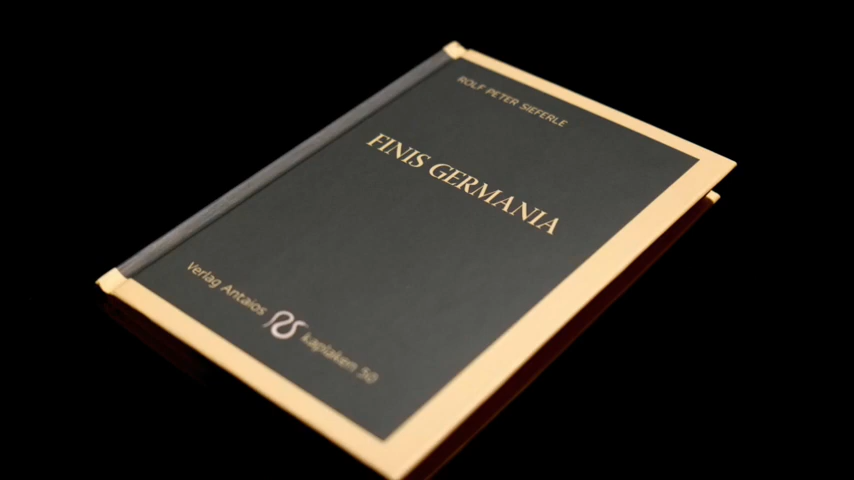 ROLF PETER SIEFERLE
FINIS GERMANIA
Verlag Antaios
kaplaken 50